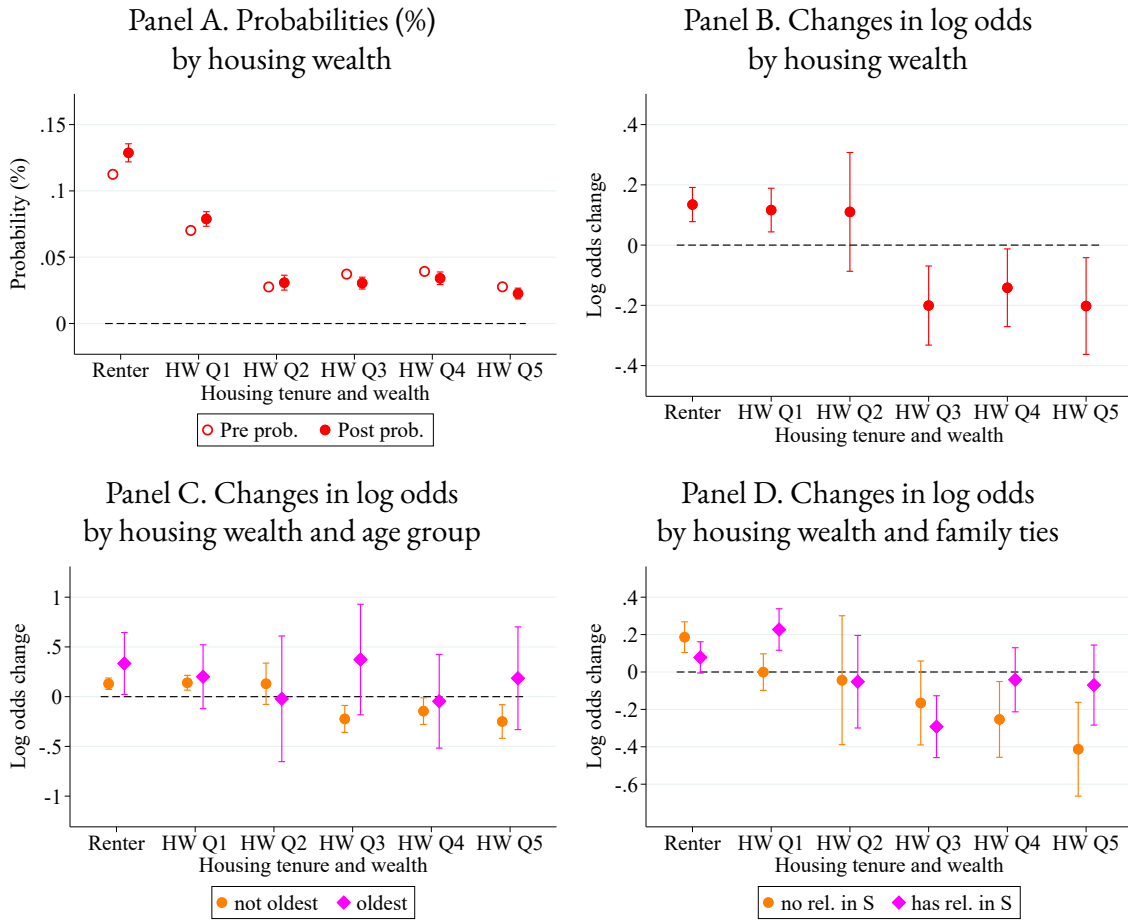 Panel A. Probabilities (%)
by housing wealth
Probability (%)
.15
.1
.05
0
Renter HW Q1 HW Q2 HW Q3 HW Q4 HW Q5
Housing tenure and wealth
Pre prob. Post prob.
Panel B. Changes in log odds
by housing wealth
Log odds change
.4
.2
0
-.2
-.4
Renter HW Q1 HW Q2 HW Q3 HW Q4 HW Q5
Housing tenure and wealth
Panel C. Changes in log odds
by housing wealth and age group
Log odds change
1
.5
0
-.5
-1
Renter HW Q1 HW Q2 HW Q3 HW Q4 HW Q5
Housing tenure and wealth
not oldest oldest
Panel D. Changes in log odds
by housing wealth and family ties
Log odds change
.4
.2
0
-.2
-.4
-.6
Renter HW Q1 HW Q2 HW Q3 HW Q4 HW Q5
Housing tenure and wealth
no rel. in S has rel. in S